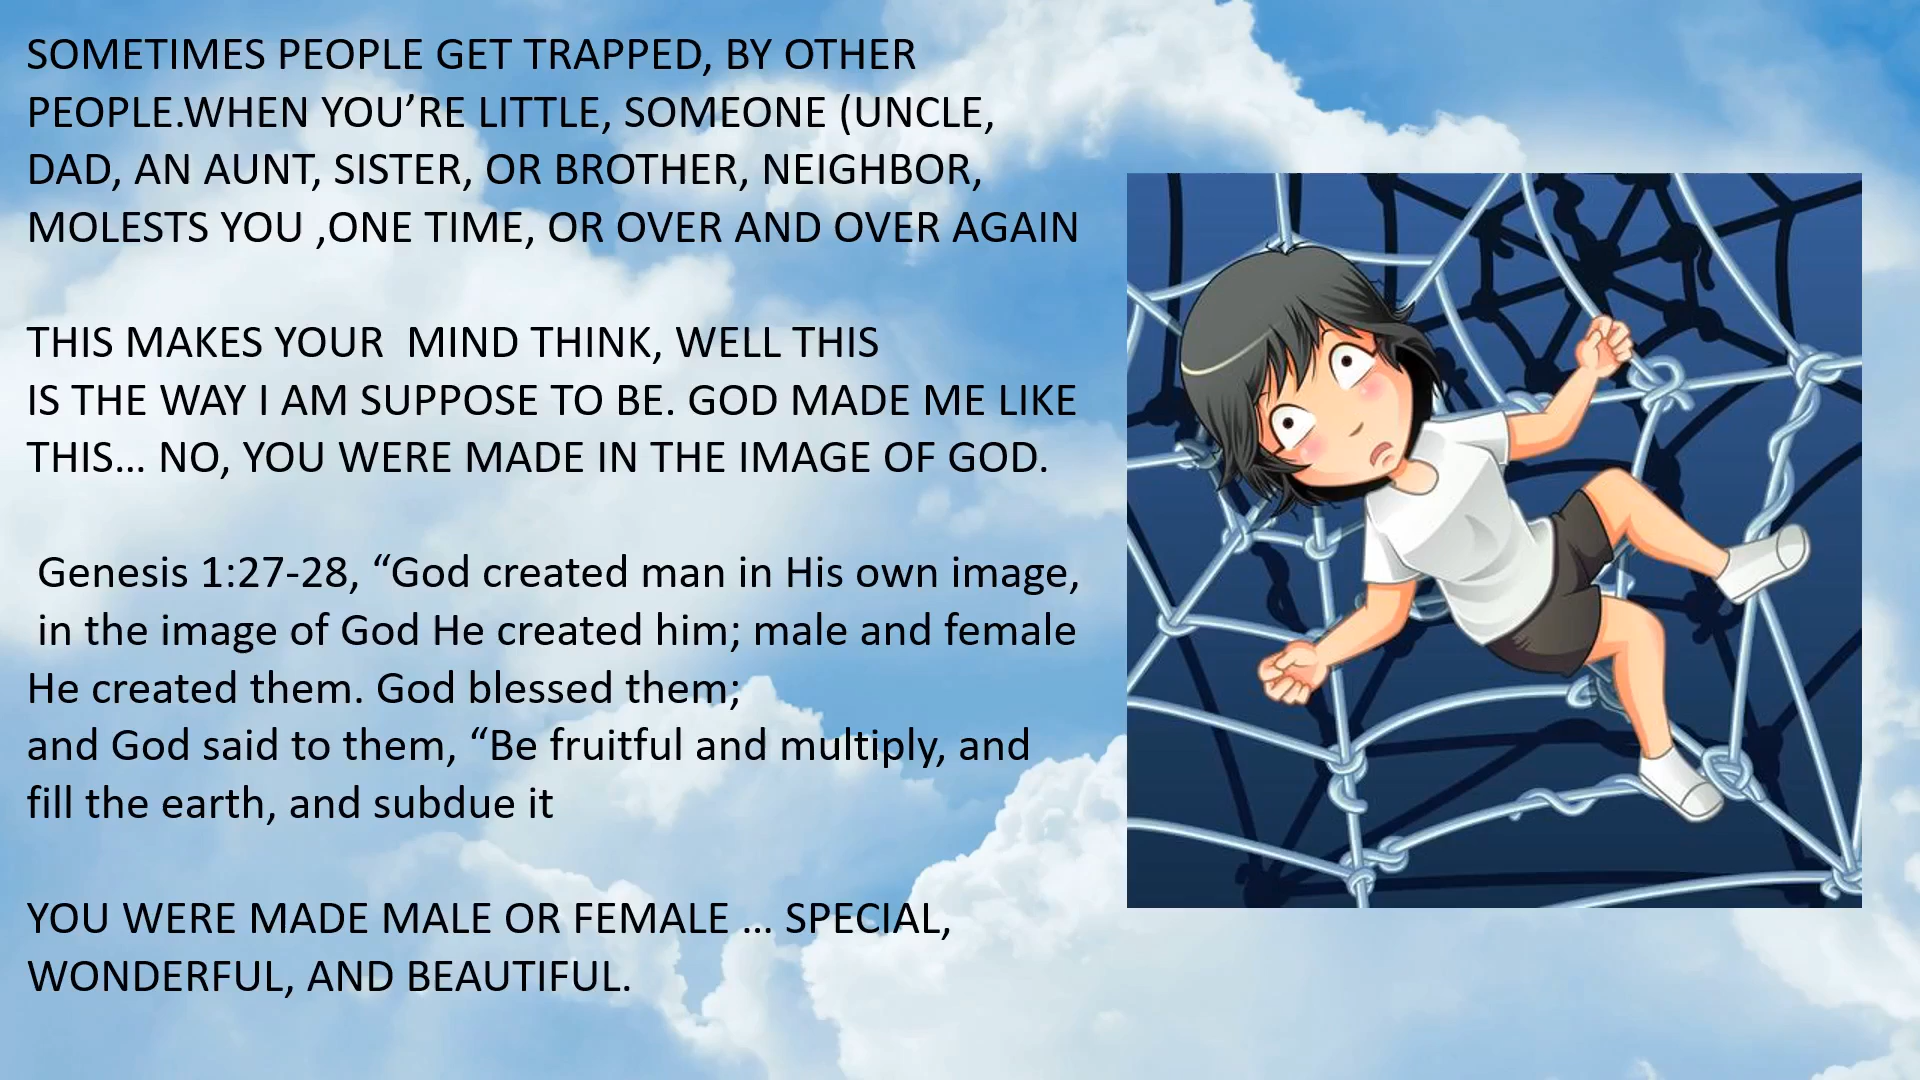 SOMETIMES PEOPLE GET TRAPPED, BY OTHER
PEOPLE.WHEN YOU’RE LITTLE, SOMEONE (UNCLE,
DAD, AN AUNT, SISTER, OR BROTHER, NEIGHBOR,
MOLESTS YOU ,ONE TIME, OR OVER AND OVER AGAIN
THIS MAKES YOUR  MIND THINK, WELL THIS
IS THE WAY I AM SUPPOSE TO BE. GOD MADE ME LIKE
THIS… NO, YOU WERE MADE IN THE IMAGE OF GOD.
Genesis 1:27-28, “God created man in His own image,
in the image of God He created him; male and female
He created them. God blessed them;
and God said to them, “Be fruitful and multiply, and
fill the earth, and subdue it
YOU WERE MADE MALE OR FEMALE … SPECIAL,
WONDERFUL, AND BEAUTIFUL.